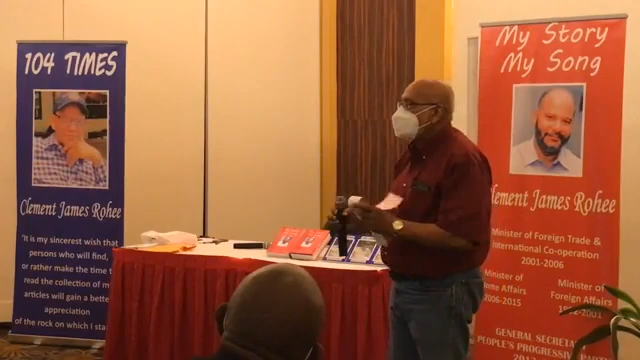 104 TIMES
Clement James Rohee
'It is my sincerest wish that
persons who will find,
or rather make the time t
read the collection of m
articles will gain a bette
appreciation
of the rock on which I sta
My Story
My Song
lement James Rohee
Minister of Foreign Trade &
International Co-operation
2001-2006
Minister of
me Affairs
2006-2015
Minister of
Foreign Affairs
GENERAL SECRETA
PEOPLE'S PROGRESSIVE PART